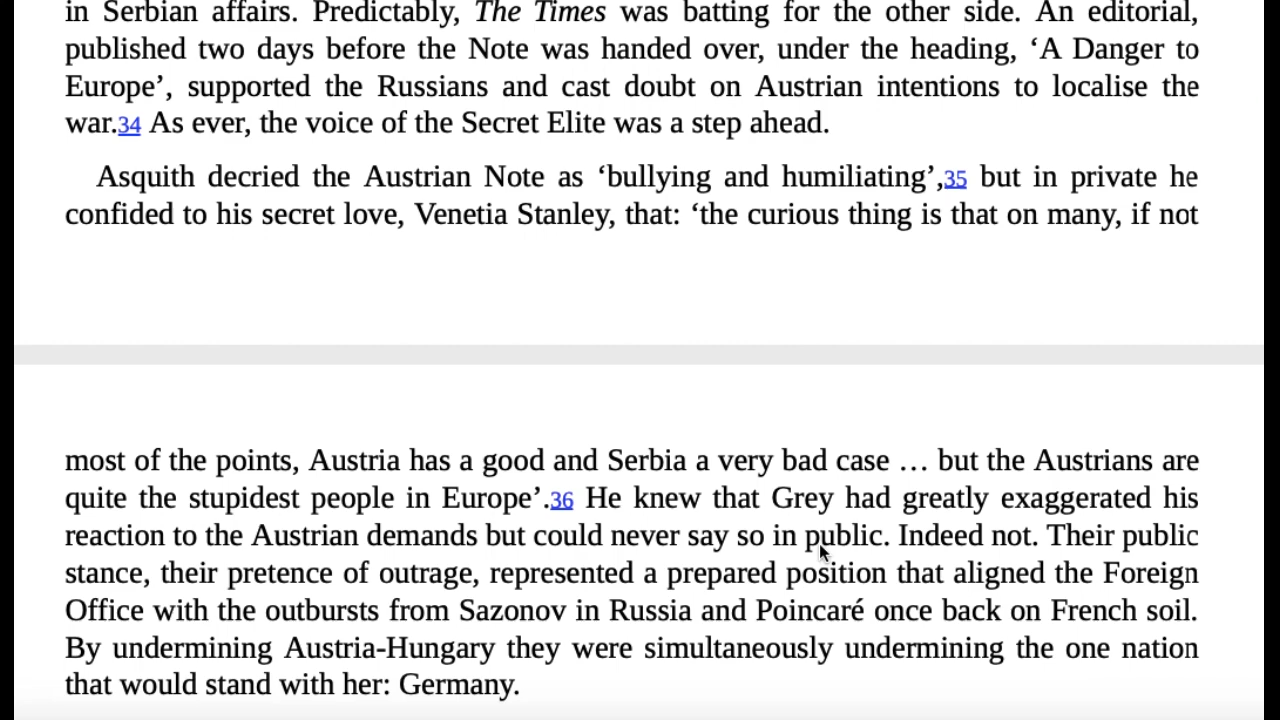 in Serbian affairs. Predictably, The Times was batting for the other side. An editorial,
published two days before the Note was handed over, under the heading, ‘A Danger to
Europe’, supported the Russians and cast doubt on Austrian intentions to localise the
war.34 As ever, the voice of the Secret Elite was a step ahead.
Asquith decried the Austrian Note as ‘bullying and humiliating’,35 but in private he
confided to his secret love, Venetia Stanley, that: ‘the curious thing is that on many, if not
most of the points, Austria has a good and Serbia a very bad case … but the Austrians are
quite the stupidest people in Europe’.36 He knew that Grey had greatly exaggerated his
reaction to the Austrian demands but could never say so in public. Indeed not. Their public
stance, their pretence of outrage, represented a prepared position that aligned the Foreign
Office with the outbursts from Sazonov in Russia and Poincaré once back on French soil.
By undermining Austria-Hungary they were simultaneously undermining the one nation
that would stand with her: Germany.